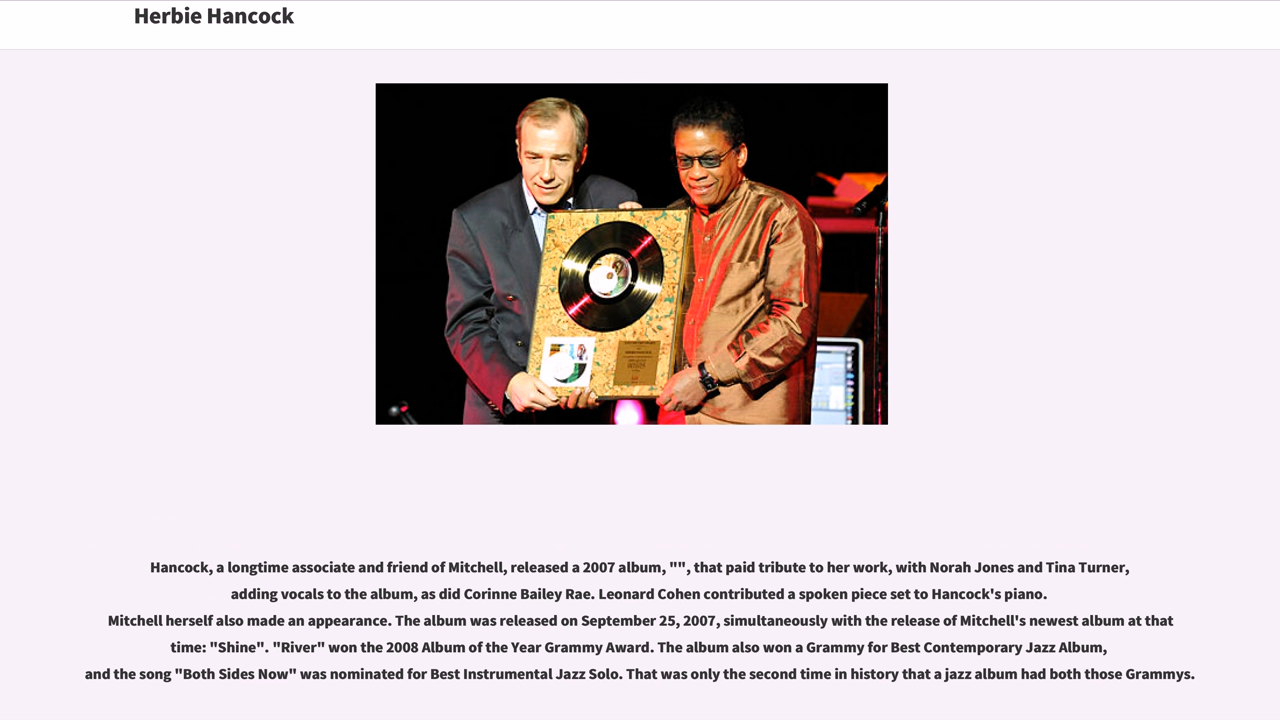 Herbie Hancock
Hancock, a longtime associate and friend of Mitchell, released a 2007 album, "", that paid tribute to her work, with Norah Jones and Tina Turner,
adding vocals to the album, as did Corinne Bailey Rae. Leonard Cohen contributed a spoken piece set to Hancock's piano.
Mitchell herself also made an appearance. The album was released on September 25, 2007, simultaneously with the release of Mitchell's newest album at that
time: "Shine". "River" won the 2008 Album of the Year Grammy Award. The album also won a Grammy for Best Contemporary Jazz Album,
and the song "Both Sides Now" was nominated for Best Instrumental Jazz Solo. That was only the second time in history that a jazz album had both those Grammys.